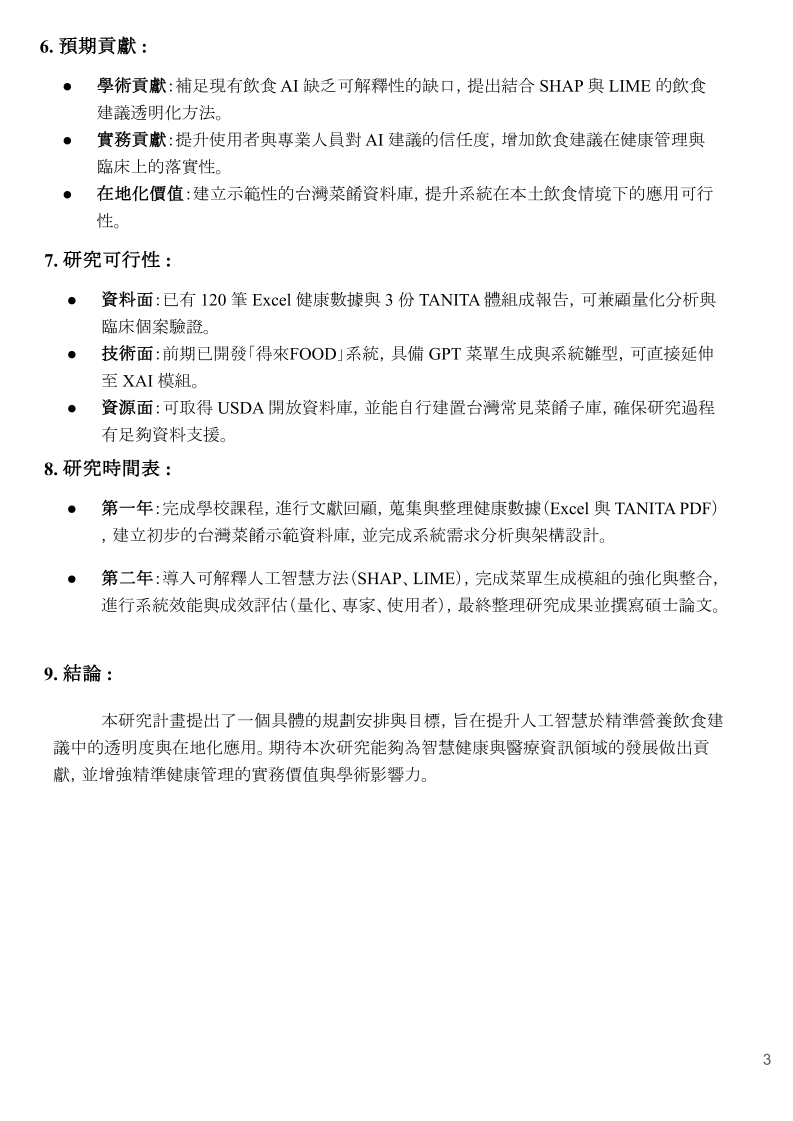 6. 預期貢獻 :
● 學術貢獻：補足現有飲食 AI 缺乏可解釋性的缺口，提出結合 SHAP 與 LIME 的飲食
建議透明化方法。
● 實務貢獻：提升使用者與專業人員對 AI 建議的信任度，增加飲食建議在健康管理與
臨床上的落實性。
● 在地化價值：建立示範性的台灣菜餚資料庫，提升系統在本土飲食情境下的應用可行
性。
7. 研究可行性 :
● 資料面：已有 120 筆 Excel 健康數據與 3 份 TANITA 體組成報告，可兼顧量化分析與
臨床個案驗證。
● 技術面：前期已開發「得來FOOD」系統，具備 GPT 菜單生成與系統雛型，可直接延伸
至 XAI 模組。
● 資源面：可取得 USDA 開放資料庫，並能自行建置台灣常見菜餚子庫，確保研究過程
有足夠資料支援。
8. 研究時間表 :
● 第一年：完成學校課程，進行文獻回顧，蒐集與整理健康數據（Excel 與 TANITA PDF）
，建立初步的台灣菜餚示範資料庫，並完成系統需求分析與架構設計。
● 第二年：導入可解釋人工智慧方法（SHAP、LIME），完成菜單生成模組的強化與整合，
進行系統效能與成效評估（量化、專家、使用者），最終整理研究成果並撰寫碩士論文。
9. 結論 :
本研究計畫提出了一個具體的規劃安排與目標，旨在提升人工智慧於精準營養飲食建
議中的透明度與在地化應用。期待本次研究能夠為智慧健康與醫療資訊領域的發展做出貢
獻，並增強精準健康管理的實務價值與學術影響力。
3